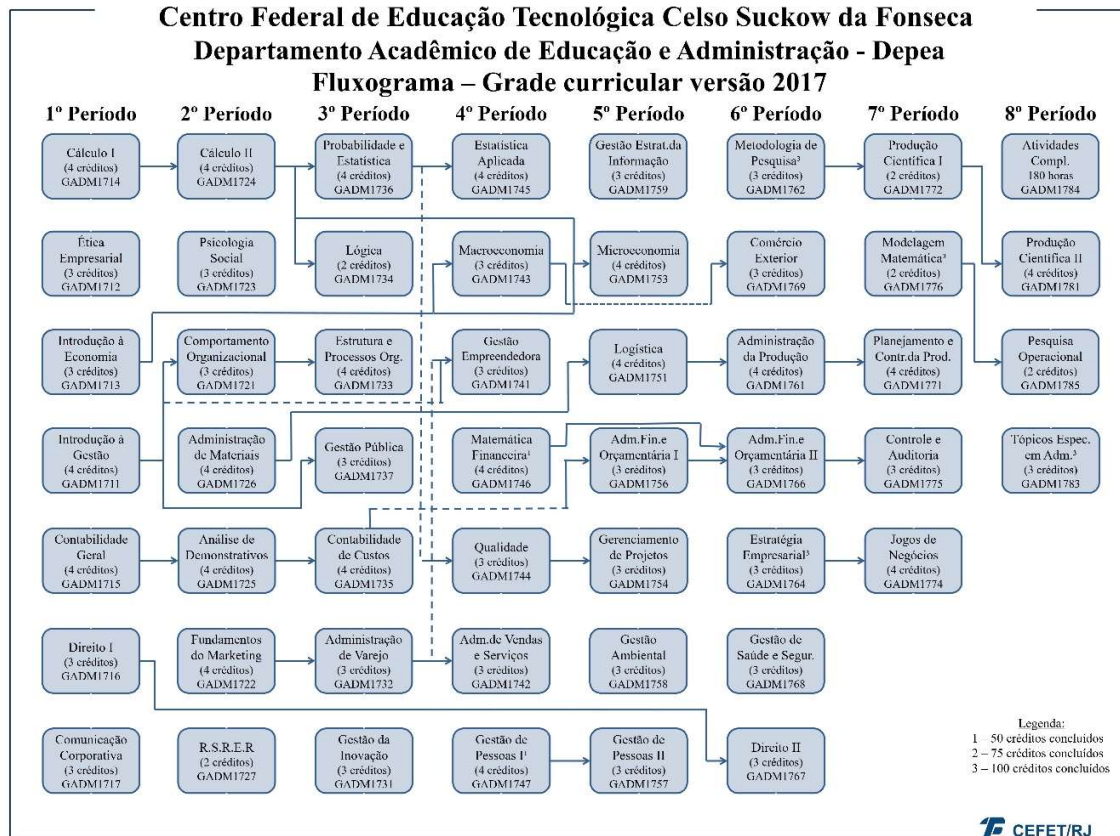 Centro Federal de Educação Tecnológica Celso Suckow da Fonseca
Departamento Acadêmico de Educação e Administração - Depea
Fluxograma – Grade curricular versão 2017
1º Período
2º Período
3º Período
4º Período
5º Período
6º Período
7º Período
8º Período
Cálculo I
(4 créditos)
GADM1714
Cálculo II
(4 créditos)
GADM1724
Probabilidade e
Estatística
(4 créditos)
GADM1736
Estatística
Aplicada
(4 créditos)
GADM1745
Gestão Estrat.da
Informação
(3 créditos)
GADM1759
Metodologia de
Pesquisa³
(3 créditos)
GADM1762
Produção
Científica I
(2 créditos)
GADM1772
Atividades
Compl.
180 horas
GADM1784
Ética
Empresarial
(3 créditos)
GADM1712
Psicologia
Social
(3 créditos)
GADM1723
Lógica
(2 créditos)
GADM1734
Macroeconomia
(3 créditos)
GADM1743
Microeconomia
(4 créditos)
GADM1753
Comércio
Exterior
(3 créditos)
GADM1769
Modelagem
Matemática³
(2 créditos)
GADM1776
Produção
Científica II
(4 créditos)
GADM1781
Introdução à
Economia
(3 créditos)
GADM1713
Comportamento
Organizacional
(3 créditos)
GADM1721
Estrutura e
Processos Org.
(4 créditos)
GADM1733
Gestão
Empreendedora
(3 créditos)
GADM1741
Logística
(4 créditos)
GADM1751
Administração
da Produção
(4 créditos)
GADM1761
Planejamento e
Contr.da Prod.
(4 créditos)
GADM1771
Pesquisa
Operacional
(2 créditos)
GADM1785
Introdução à
Gestão
(4 créditos)
GADM1711
Administração
de Materiais
(4 créditos)
GADM1726
Gestão Pública
(3 créditos)
GADM1737
Matemática
Financeira¹
(4 créditos)
GADM1746
Adm.Fin.e
Orçamentária I
(3 créditos)
GADM1756
Adm.Fin.e
Orçamentária II
(3 créditos)
GADM1766
Controle e
Auditoria
(3 créditos)
GADM1775
Tópicos Espec.
em Adm.³
(3 créditos)
GADM1783
Contabilidade
Geral
(4 créditos)
GADM1715
Análise de
Demonstrativos
(4 créditos)
GADM1725
Contabilidade
de Custos
(4 créditos)
GADM1735
Qualidade
(3 créditos)
GADM1744
Gerenciamento
de Projetos
(3 créditos)
GADM1754
Estratégia
Empresarial³
(3 créditos)
GADM1764
Jogos de
Negócios
(4 créditos)
GADM1774
Direito I
(3 créditos)
GADM1716
Fundamentos
do Marketing
(4 créditos)
GADM1722
Administração
de Varejo
(3 créditos)
GADM1732
Adm.de Vendas
e Serviços
(3 créditos)
GADM1742
Gestão
Ambiental
(3 créditos)
GADM1758
Gestão de
Saúde e Segur.
(3 créditos)
GADM1768
Comunicação
Corporativa
(3 créditos)
GADM1717
R.S.R.E.R
(2 créditos)
GADM1727
Gestão da
Inovação
(3 créditos)
GADM1731
Gestão de
Pessoas I¹
(4 créditos)
GADM1747
Gestão de
Pessoas II
(3 créditos)
GADM1757
Direito II
(3 créditos)
GADM1767
Legenda:
1 – 50 créditos concluídos
2 – 75 créditos concluídos
3 – 100 créditos concluídos
CEFET/RJ